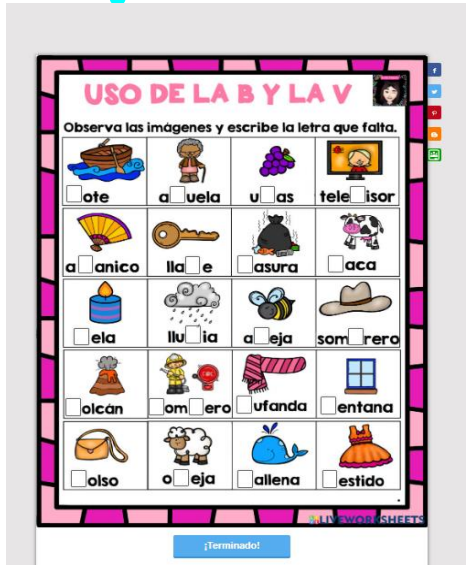 USO DE LA B Y LA V
Observa las imágenes y escribe la letra que falta.
ote a uela u as tele isor
a anico lla e asura aca
ela llu ia a eja som rero
olcán om ero ufanda entana
olso o eja allena estido
LIVEWORKSHEETS
¡Terminado!